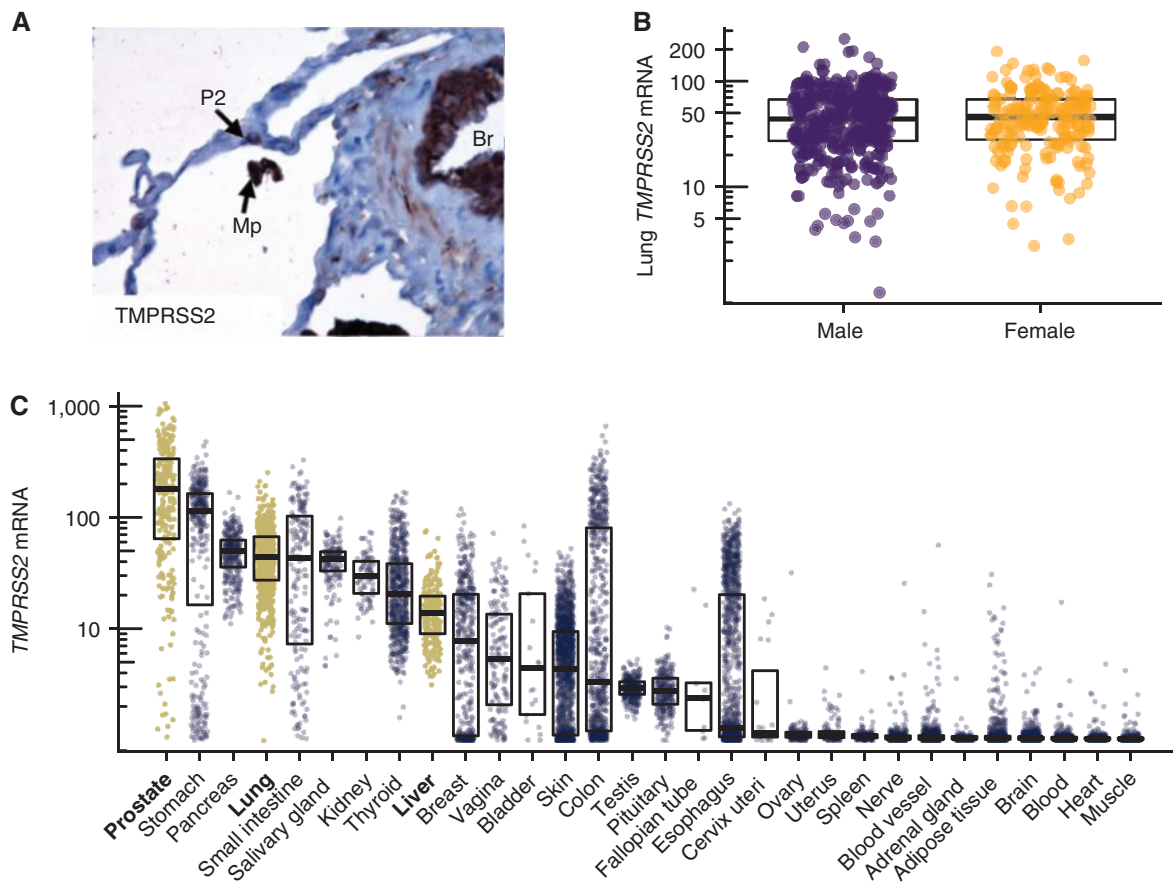 A
P2
Br
Mp
TMPRSS2
B
Lung TMPRSS2 mRNA
200
100
50
10
5
Male
Female
C
TMPRSS2 mRNA
1,000
100
10
Prostate
Stomach
Pancreas
Lung
Small intestine
Salivary gland
Kidney
Thyroid
Liver
Breast
Vagina
Bladder
Skin
Colon
Testis
Pituitary
Fallopian tube
Esophagus
Cervix uteri
Ovary
Uterus
Spleen
Nerve
Blood vessel
Adrenal gland
Adipose tissue
Brain
Blood
Heart
Muscle